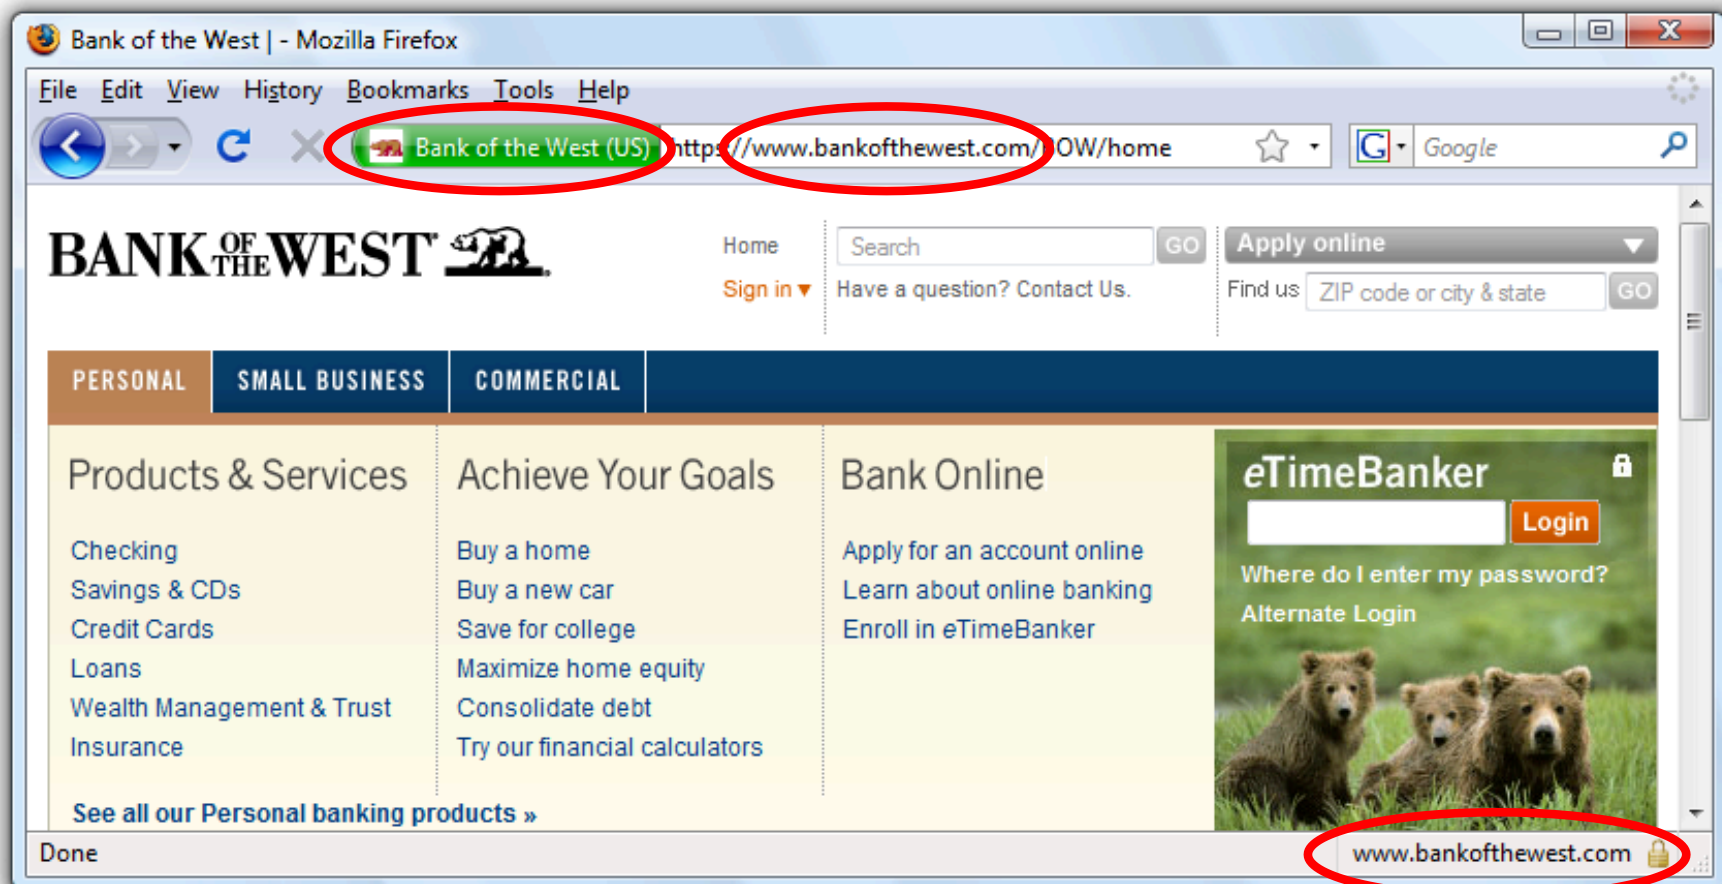 Bank of the West | - Mozilla Firefox
File Edit View History Bookmarks Tools Help
Bank of the West (US) https://www.bankofthewest.com/BOW/home G Google
BANK OF THE WEST
Home Search GO Apply online
Sign in Have a question? Contact Us. Find us ZIP code or city & state GO
PERSONAL SMALL BUSINESS COMMERCIAL
Products & Services
Checking
Savings & CDs
Credit Cards
Loans
Wealth Management & Trust
Insurance
See all our Personal banking products »
Achieve Your Goals
Buy a home
Buy a new car
Save for college
Maximize home equity
Consolidate debt
Try our financial calculators
Bank Online
Apply for an account online
Learn about online banking
Enroll in eTimeBanker
eTimeBanker
Login
Where do I enter my password?
Alternate Login
Done www.bankofthewest.com